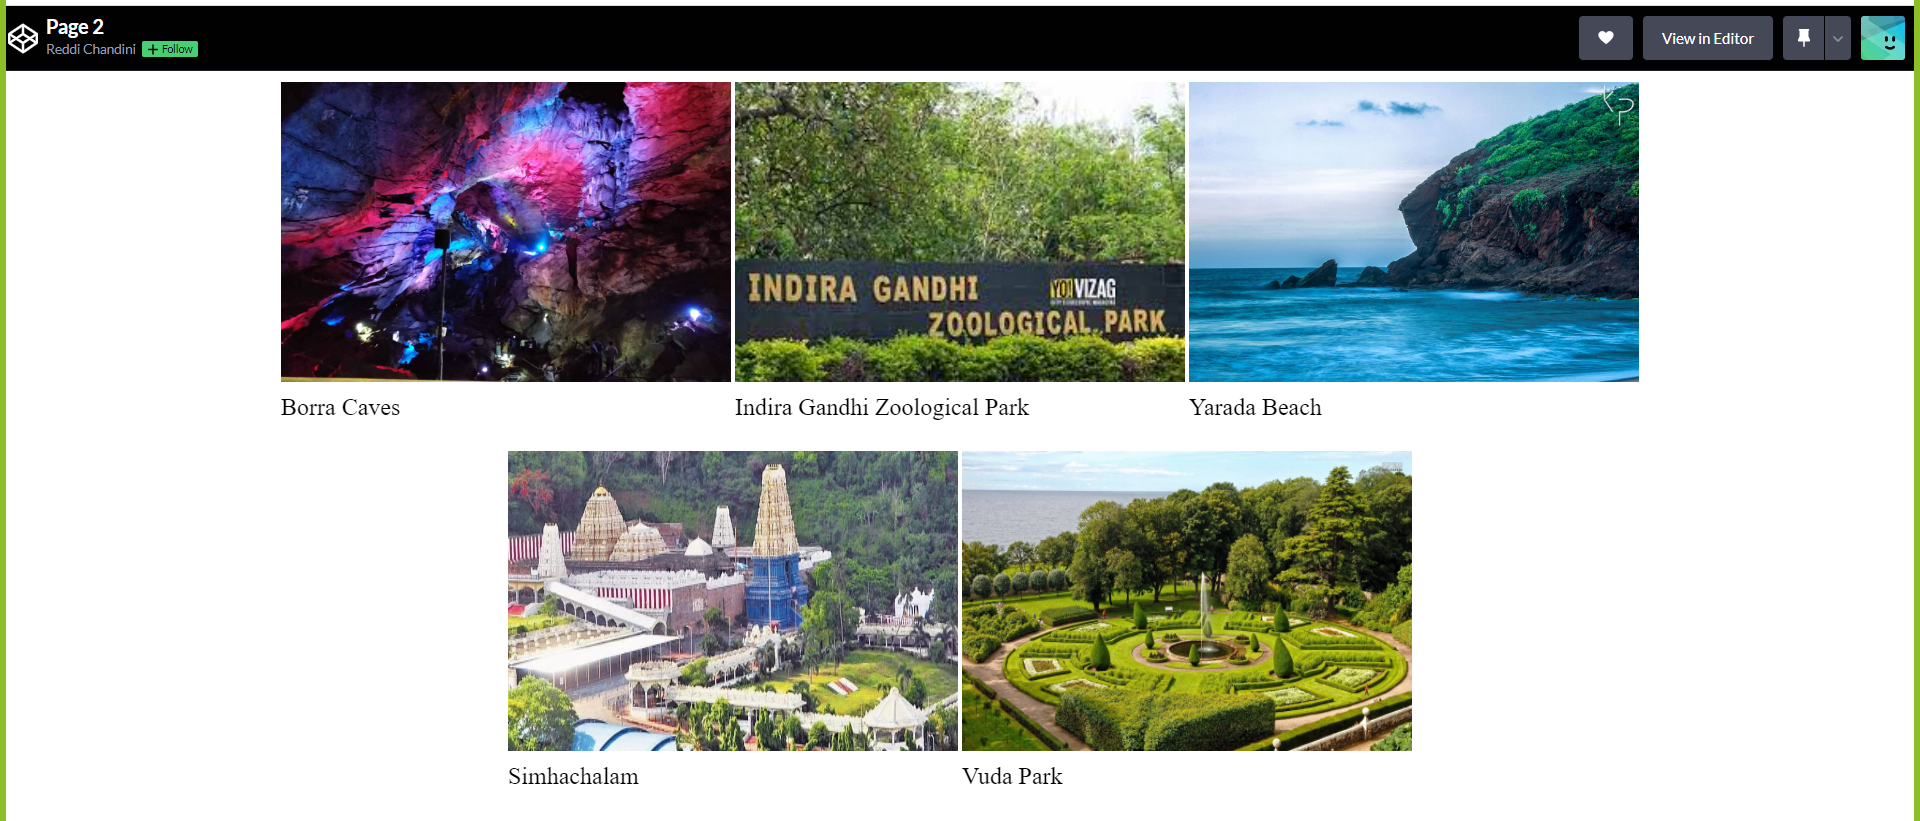 Page 2
Reddi Chandini + Follow
View in Editor
INDIRA GANDHI
YO! VIZAG
ZOOLOGICAL PARK
KP
Borra Caves
Indira Gandhi Zoological Park
Yarada Beach
Simhachalam
Vuda Park